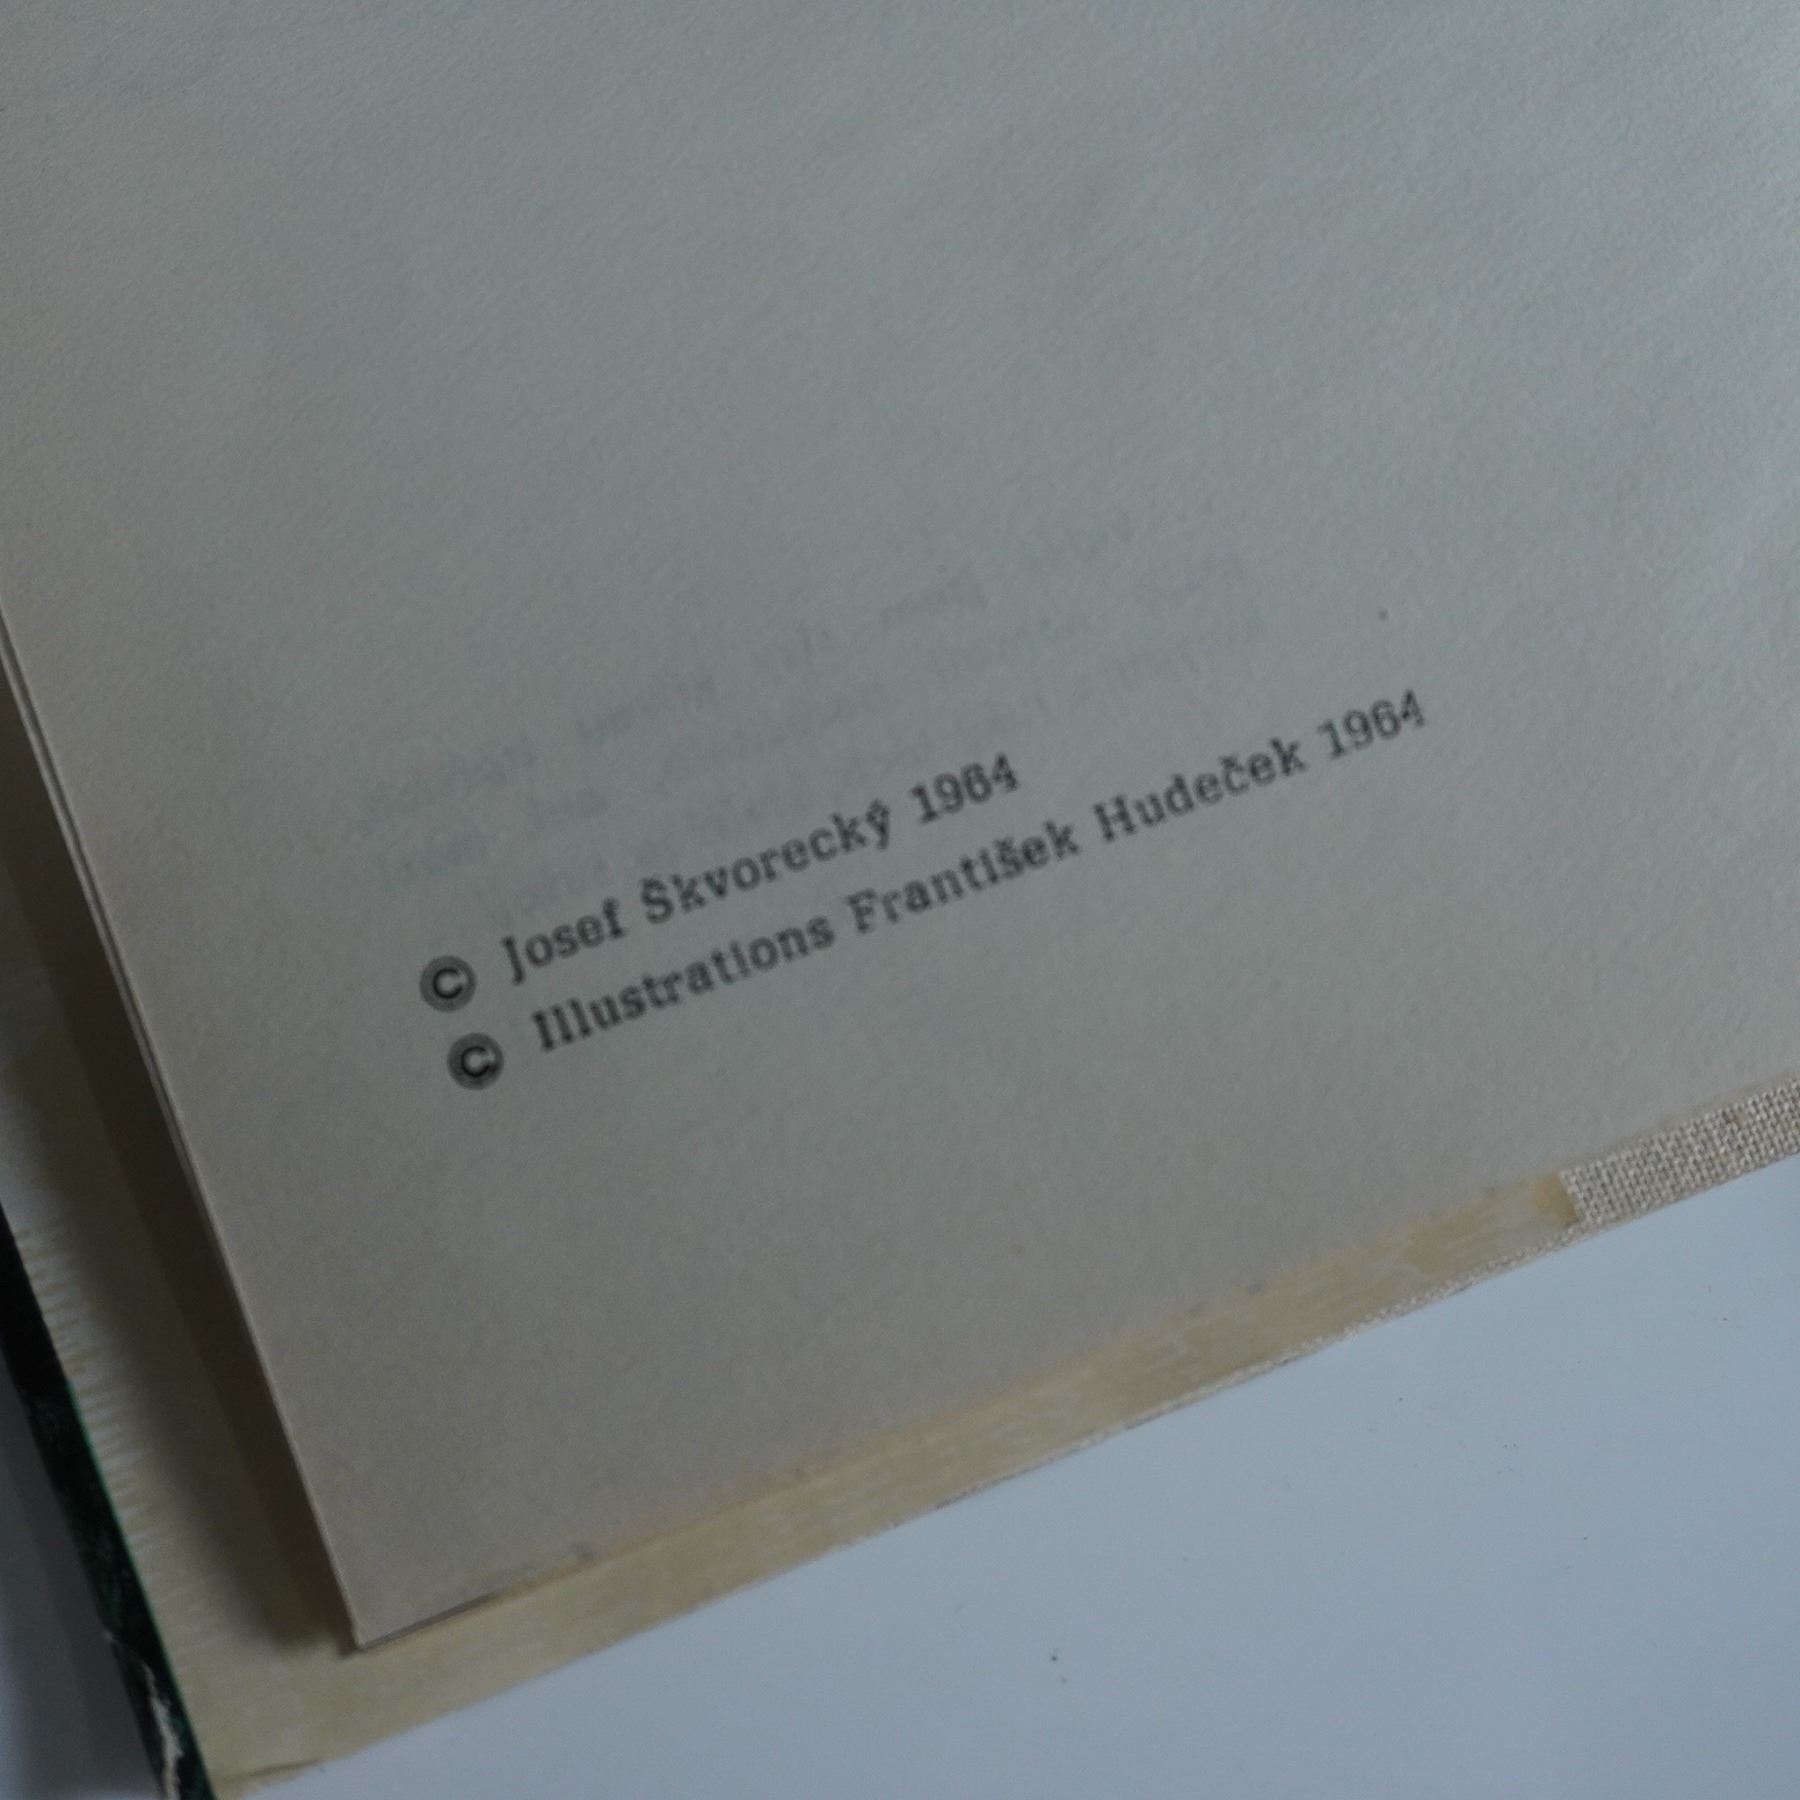 © Josef Škvorecký 1964
© Illustrations František Hudeček 1964